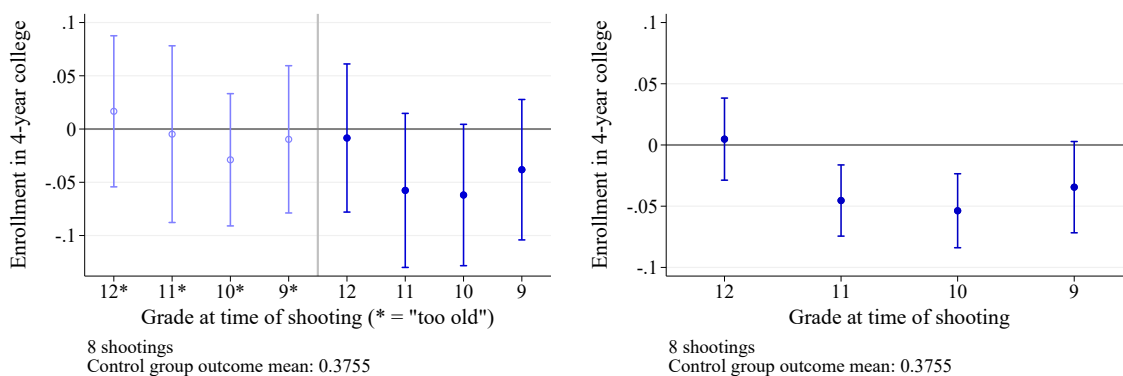 Enrollment in 4-year college
.1
.05
0
-.05
-.1
12* 11* 10* 9* 12 11 10 9
Grade at time of shooting (* = "too old")
8 shootings
Control group outcome mean: 0.3755
Enrollment in 4-year college
.1
.05
0
-.05
-.1
12 11 10 9
Grade at time of shooting
8 shootings
Control group outcome mean: 0.3755